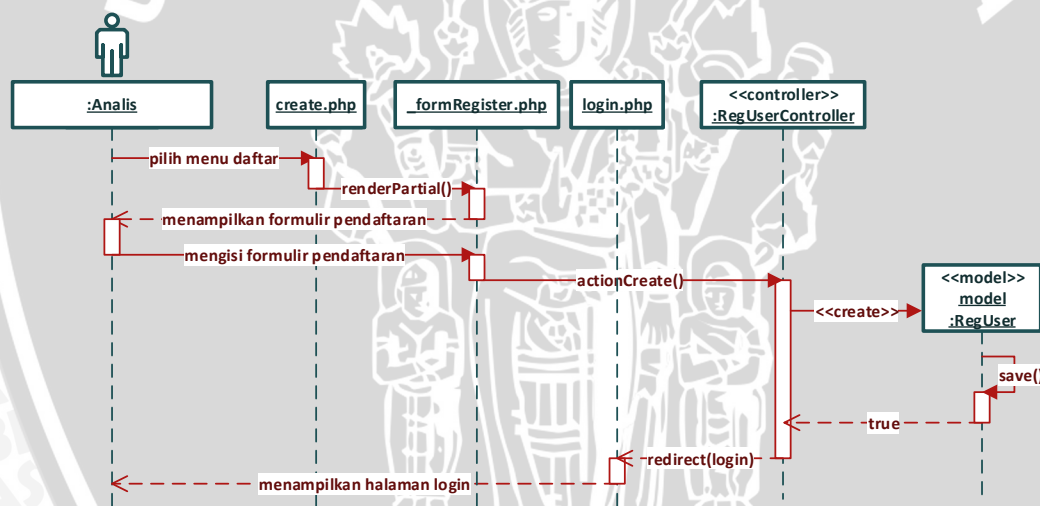 :Analis
create.php
_formRegister.php
login.php
<<controller>>
:RegUserController
pilih menu daftar
renderPartial()
menampilkan formulir pendaftaran
mengisi formulir pendaftaran
actionCreate()
<<model>>
model
:RegUser
<<create>>
save()
true
redirect(login)
menampilkan halaman login